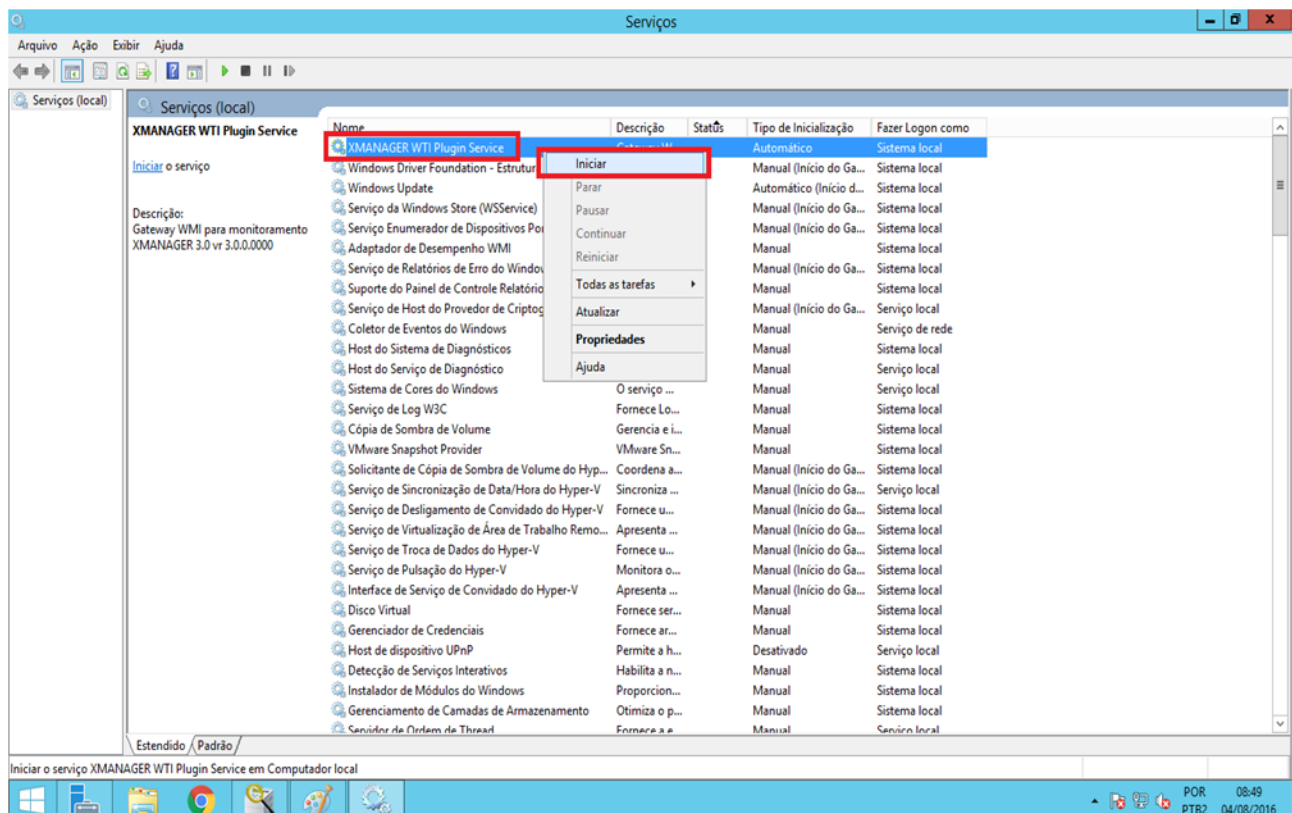 Serviços
Arquivo Ação Exibir Ajuda
Serviços (local)
Serviços (local)
XMANAGER WTI Plugin Service
Iniciar o serviço
Descrição:
Gateway WMI para monitoramento
XMANAGER 3.0 vr 3.0.0.0000
Nome Descrição Status Tipo de Inicialização Fazer Logon como
XMANAGER WTI Plugin Service Gateway W... Automático Sistema local
Windows Driver Foundation - Estrutur Manual (Início do Ga... Sistema local
Windows Update Automático (Início d... Sistema local
Serviço da Windows Store (WSService) Manual (Início do Ga... Sistema local
Serviço Enumerador de Dispositivos Por Manual (Início do Ga... Sistema local
Adaptador de Desempenho WMI Manual Sistema local
Serviço de Relatórios de Erro do Window Manual (Início do Ga... Sistema local
Suporte do Painel de Controle Relatório Manual Sistema local
Serviço de Host do Provedor de Criptog Manual (Início do Ga... Serviço local
Coletor de Eventos do Windows Manual Serviço de rede
Host do Sistema de Diagnósticos Manual Sistema local
Host do Serviço de Diagnóstico Manual Serviço local
Sistema de Cores do Windows O serviço ... Manual Serviço local
Serviço de Log W3C Fornece Lo... Manual Sistema local
Cópia de Sombra de Volume Gerencia e i... Manual Sistema local
VMware Snapshot Provider VMware Sn... Manual Sistema local
Solicitante de Cópia de Sombra de Volume do Hyp... Coordena a... Manual (Início do Ga... Sistema local
Serviço de Sincronização de Data/Hora do Hyper-V Sincroniza ... Manual (Início do Ga... Serviço local
Serviço de Desligamento de Convidado do Hyper-V Fornece u... Manual (Início do Ga... Sistema local
Serviço de Virtualização de Área de Trabalho Remo... Apresenta ... Manual (Início do Ga... Sistema local
Serviço de Troca de Dados do Hyper-V Fornece u... Manual (Início do Ga... Sistema local
Serviço de Pulsação do Hyper-V Monitora o... Manual (Início do Ga... Sistema local
Interface de Serviço de Convidado do Hyper-V Apresenta ... Manual (Início do Ga... Sistema local
Disco Virtual Fornece ser... Manual Sistema local
Gerenciador de Credenciais Fornece ar... Manual Sistema local
Host de dispositivo UPnP Permite a h... Desativado Serviço local
Detecção de Serviços Interativos Habilita a n... Manual Sistema local
Instalador de Módulos do Windows Proporcion... Manual Sistema local
Gerenciamento de Camadas de Armazenamento Otimiza o p... Manual Sistema local
Servidor de Ordem de Thread Fornece a e... Manual Serviço local
Iniciar
Parar
Pausar
Continuar
Reiniciar
Todas as tarefas
Atualizar
Propriedades
Ajuda
Estendido Padrão
Iniciar o serviço XMANAGER WTI Plugin Service em Computador local
POR 08:49
PTB2 04/08/2016